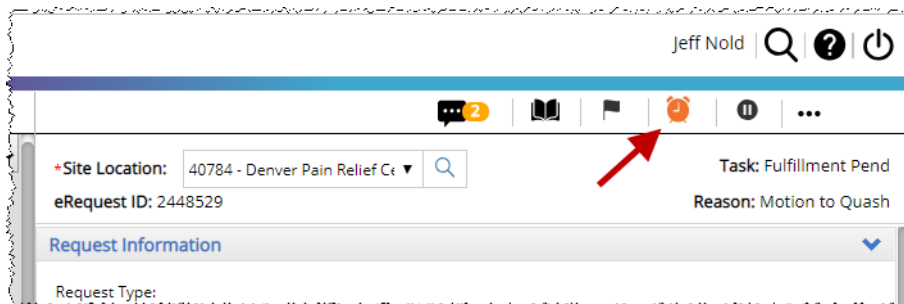 Jeff Nold
2
*Site Location: 40784 - Denver Pain Relief Ce Task: Fulfillment Pend
eRequest ID: 2448529 Reason: Motion to Quash
Request Information
Request Type: